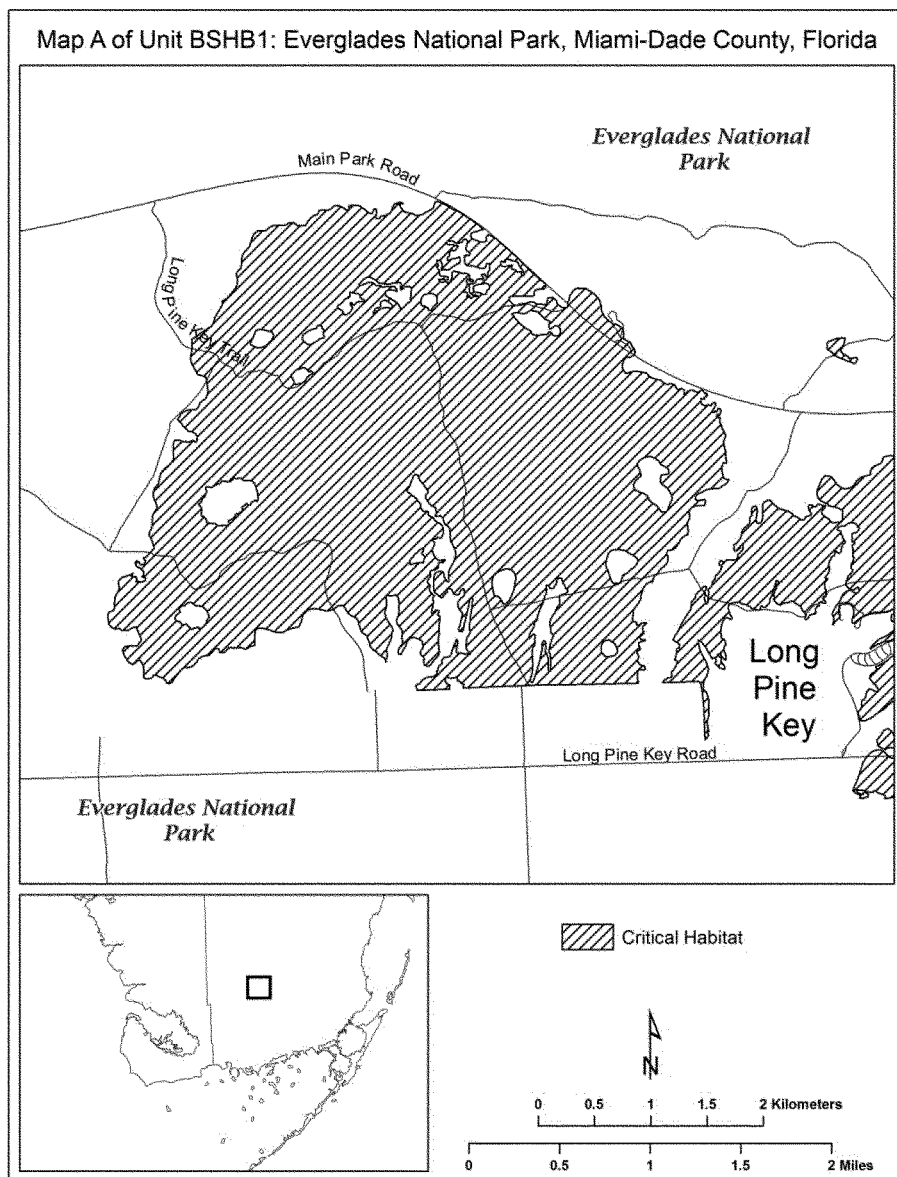 Map A of Unit BSHB1: Everglades National Park, Miami-Dade County, Florida
Everglades National
Park
Main Park Road
Long Pine Key Trail
Long
Pine
Key
Long Pine Key Road
Everglades National
Park
Critical Habitat
N
0 0.5 1 1.5 2 Kilometers
0 0.5 1 1.5 2 Miles